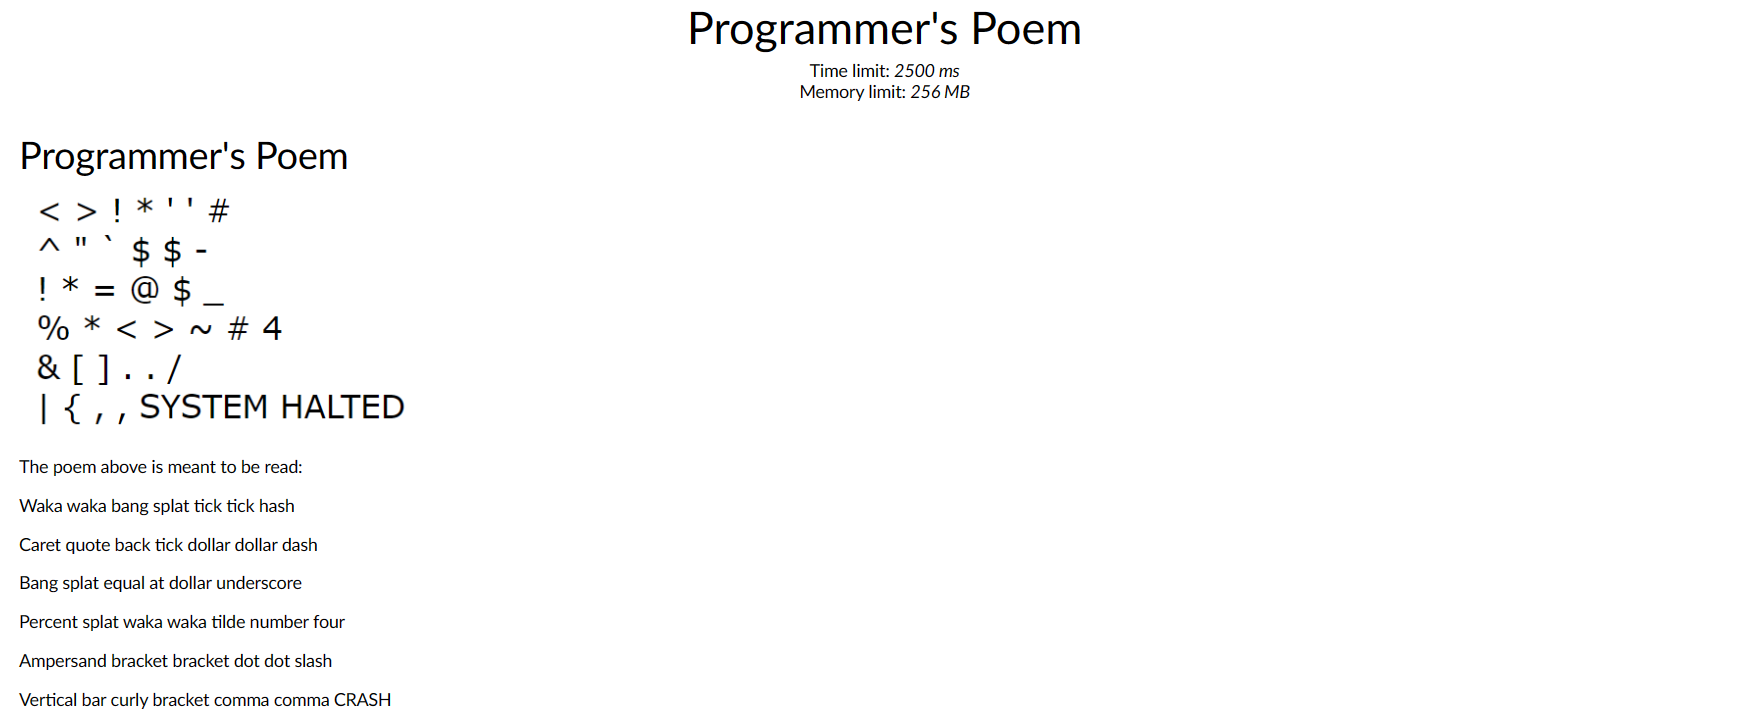 Programmer's Poem
Time limit: 2500 ms
Memory limit: 256 MB
Programmer's Poem
< > ! * ' ' #
^ " ` $ $ -
! * = @ $ _
% * < > ~ # 4
& [ ] . . /
| { , , SYSTEM HALTED
The poem above is meant to be read:
Waka waka bang splat tick tick hash
Caret quote back tick dollar dollar dash
Bang splat equal at dollar underscore
Percent splat waka waka tilde number four
Ampersand bracket bracket dot dot slash
Vertical bar curly bracket comma comma CRASH